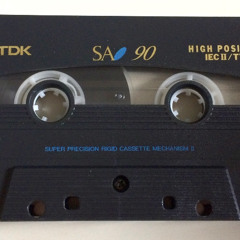 TDK SA 90 HIGH POSI
IEC II/T
SUPER PRECISION RIGID CASSETTE MECHANISM 2